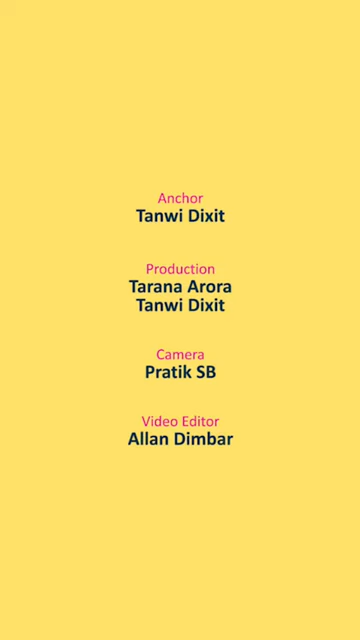 Anchor
Tanwi Dixit
Production
Tarana Arora
Tanwi Dixit
Camera
Pratik SB
Video Editor
Allan Dimbar